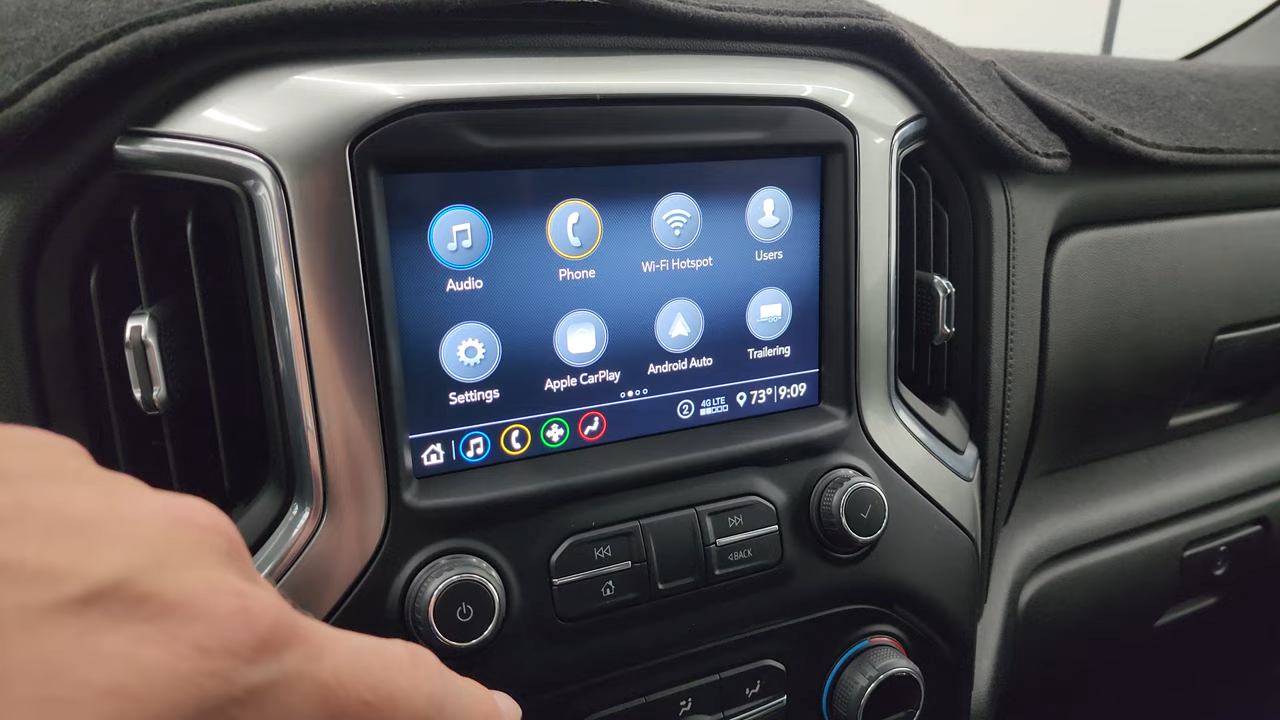 Audio
Phone
Wi-Fi Hotspot
Users
Settings
Apple CarPlay
Android Auto
Trailering
2
4G LTE
73°
9:09
BACK